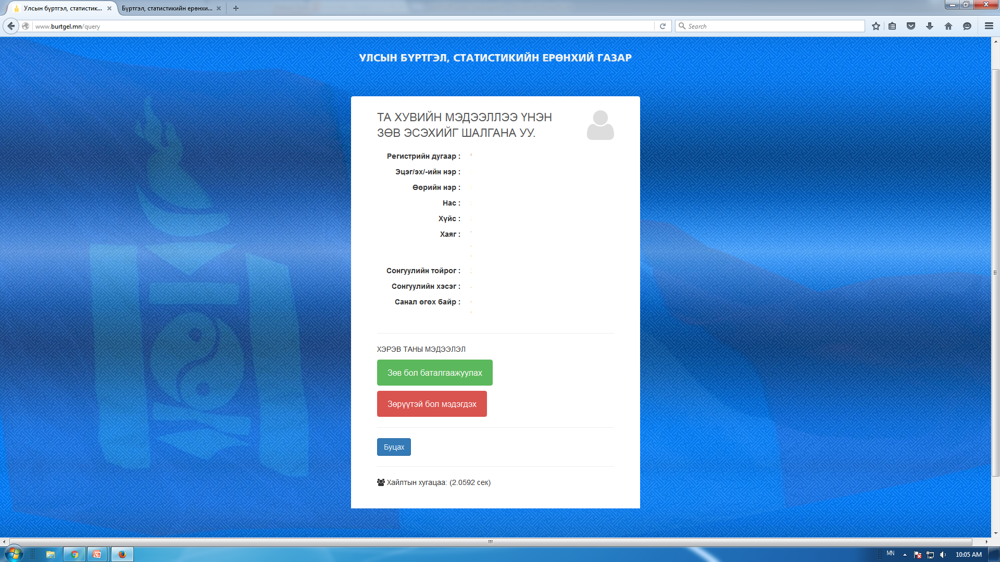 Улсын бүртгэл, статистик...
Бүртгэл, статистикийн ерөнхи...
www.burtgel.mn/query
Search
УЛСЫН БҮРТГЭЛ, СТАТИСТИКИЙН ЕРӨНХИЙ ГАЗАР
ТА ХУВИЙН МЭДЭЭЛЛЭЭ ҮНЭН
ЗӨВ ЭСЭХИЙГ ШАЛГАНА УУ.
Регистрийн дугаар :
Эцэг/эх/-ийн нэр :
Өөрийн нэр :
Нас :
Хүйс :
Хаяг :
Сонгуулийн тойрог :
Сонгуулийн хэсэг :
Санал өгөх байр :
ХЭРЭВ ТАНЫ МЭДЭЭЛЭЛ
Зөв бол баталгаажуулах
Зөрүүтэй бол мэдэгдэх
Буцах
Хайлтын хугацаа: (2.0592 сек)
MN
10:05 AM